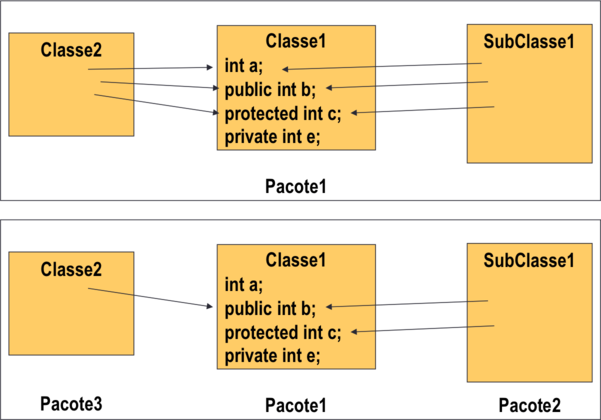 Classe2
Classe1
int a;
public int b;
protected int c;
private int e;
SubClasse1
Pacote1
Classe2
Classe1
int a;
public int b;
protected int c;
private int e;
SubClasse1
Pacote3
Pacote1
Pacote2